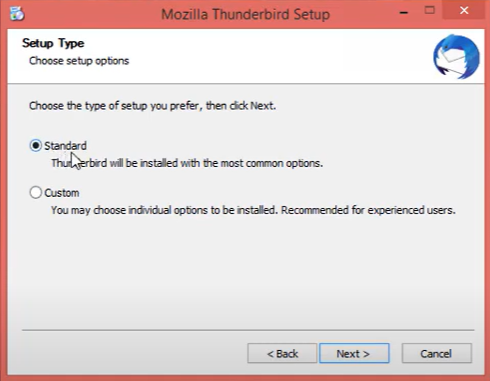 Mozilla Thunderbird Setup
Setup Type
Choose setup options
Choose the type of setup you prefer, then click Next.
Standard
Thunderbird will be installed with the most common options.
Custom
You may choose individual options to be installed. Recommended for experienced users.
< Back
Next >
Cancel